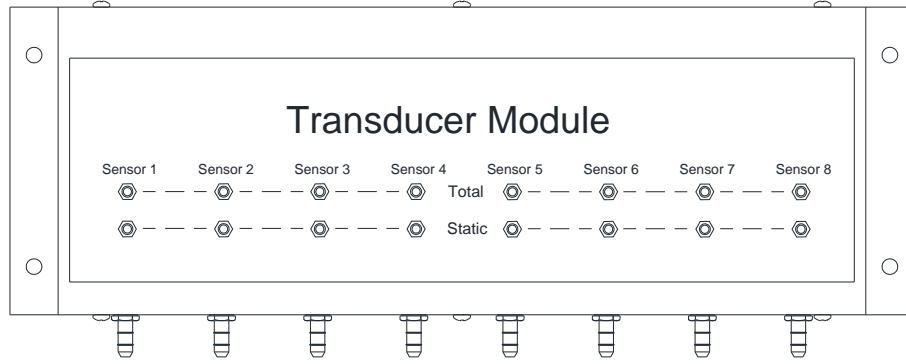 Transducer Module
Sensor 1 Sensor 2 Sensor 3 Sensor 4 Sensor 5 Sensor 6 Sensor 7 Sensor 8
Total
Static